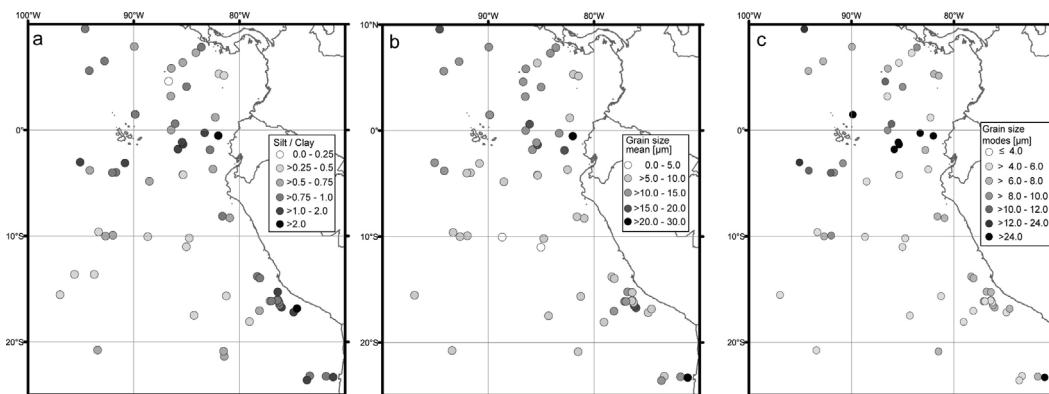 100°W 90°W 80°W
a
0°
10°S
20°S
Silt / Clay
0.0 - 0.25
>0.25 - 0.5
>0.5 - 0.75
>0.75 - 1.0
>1.0 - 2.0
>2.0
10°N 100°W 90°W 80°W
b
0°
10°S
20°S
Grain size
mean [µm]
0.0 - 5.0
>5.0 - 10.0
>10.0 - 15.0
>15.0 - 20.0
>20.0 - 30.0
10°N 100°W 90°W 80°W
c
0°
10°S
20°S
Grain size
modes [µm]
≤ 4.0
> 4.0 - 6.0
> 6.0 - 8.0
> 8.0 - 10.0
>10.0 - 12.0
>12.0 - 24.0
>24.0